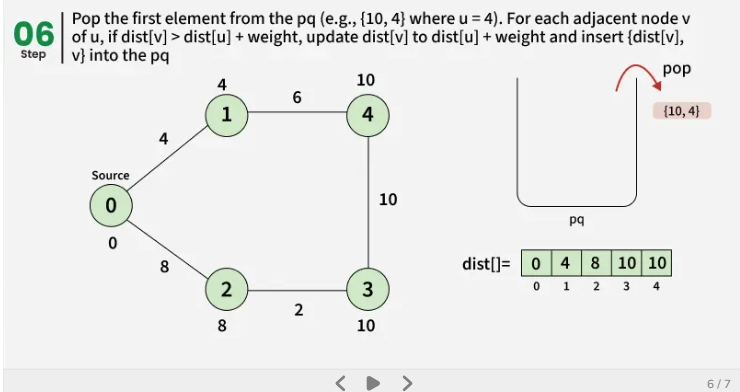 06
Step
Pop the first element from the pq (e.g., {10, 4} where u = 4). For each adjacent node v
of u, if dist[v] > dist[u] + weight, update dist[v] to dist[u] + weight and insert {dist[v],
v} into the pq
pop
{10, 4}
4
10
6
1
4
4
Source
0
0
10
8
2
3
2
8
10
pq
dist[]= 0 4 8 10 10
0 1 2 3 4
6 / 7